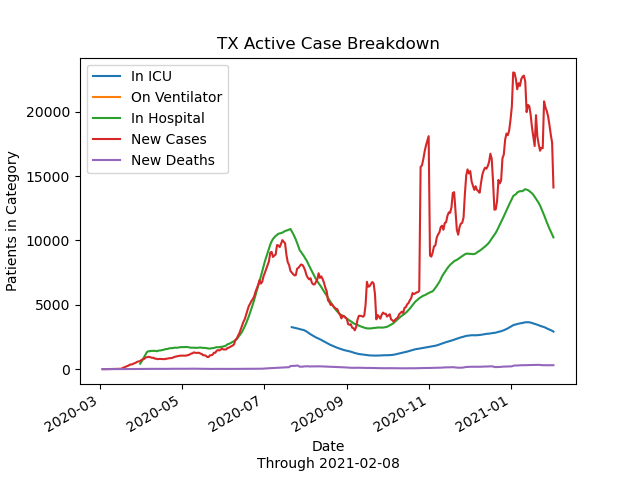 TX Active Case Breakdown
In ICU
On Ventilator
In Hospital
New Cases
New Deaths
Patients in Category
20000
15000
10000
5000
0
2020-03
2020-05
2020-07
2020-09
2020-11
2021-01
Date
Through 2021-02-08